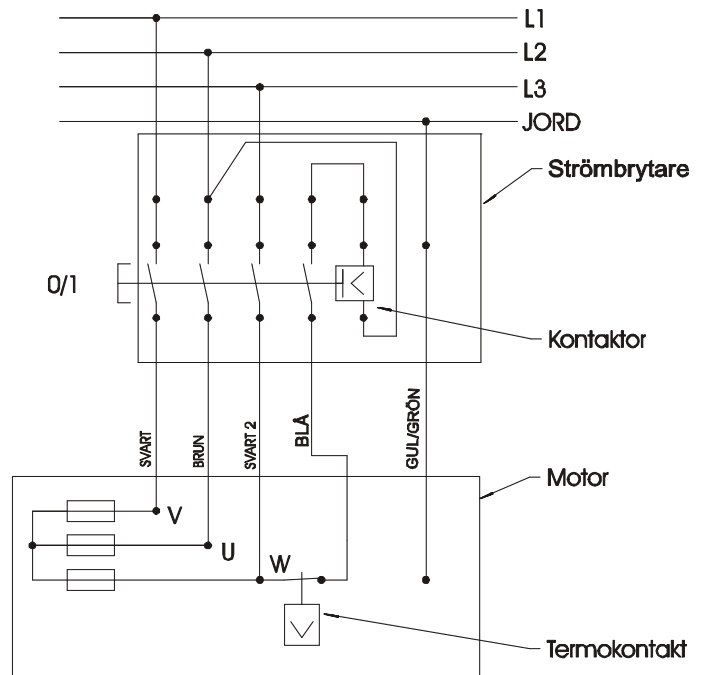 L1
L2
L3
JORD
Strömbrytare
0/1
Kontaktor
SVART
BRUN
SVART 2
BLÅ
GUL/GRÖN
Motor
V
U
W
Termokontakt